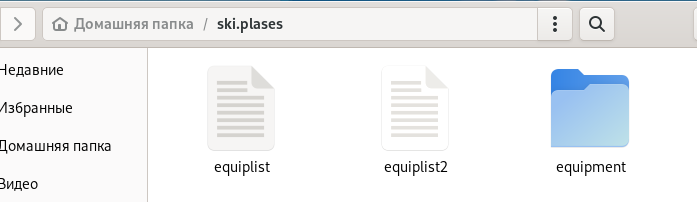 Домашняя папка / ski.plases
Недавние
Избранные
Домашняя папка
Видео
equiplist
equiplist2
equipment